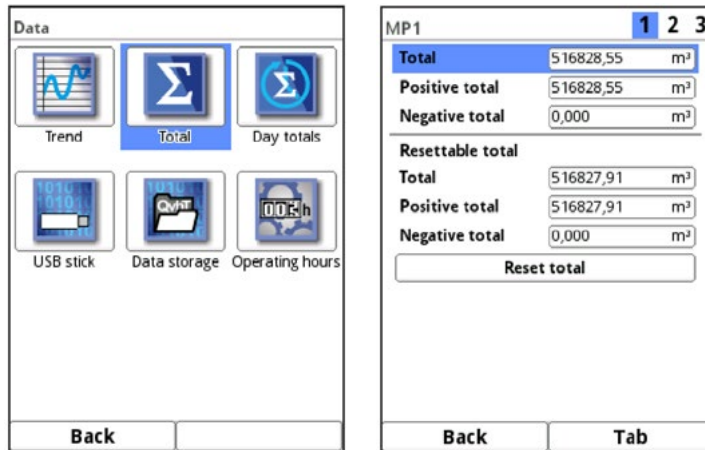 Data
Trend
Total
Day totals
USB stick
QvhT
Data storage
00 h
Operating hours
Back
MP1
1 2 3
Total 516828,55 m³
Positive total 516828,55 m³
Negative total 0,000 m³
Resettable total
Total 516827,91 m³
Positive total 516827,91 m³
Negative total 0,000 m³
Reset total
Back Tab